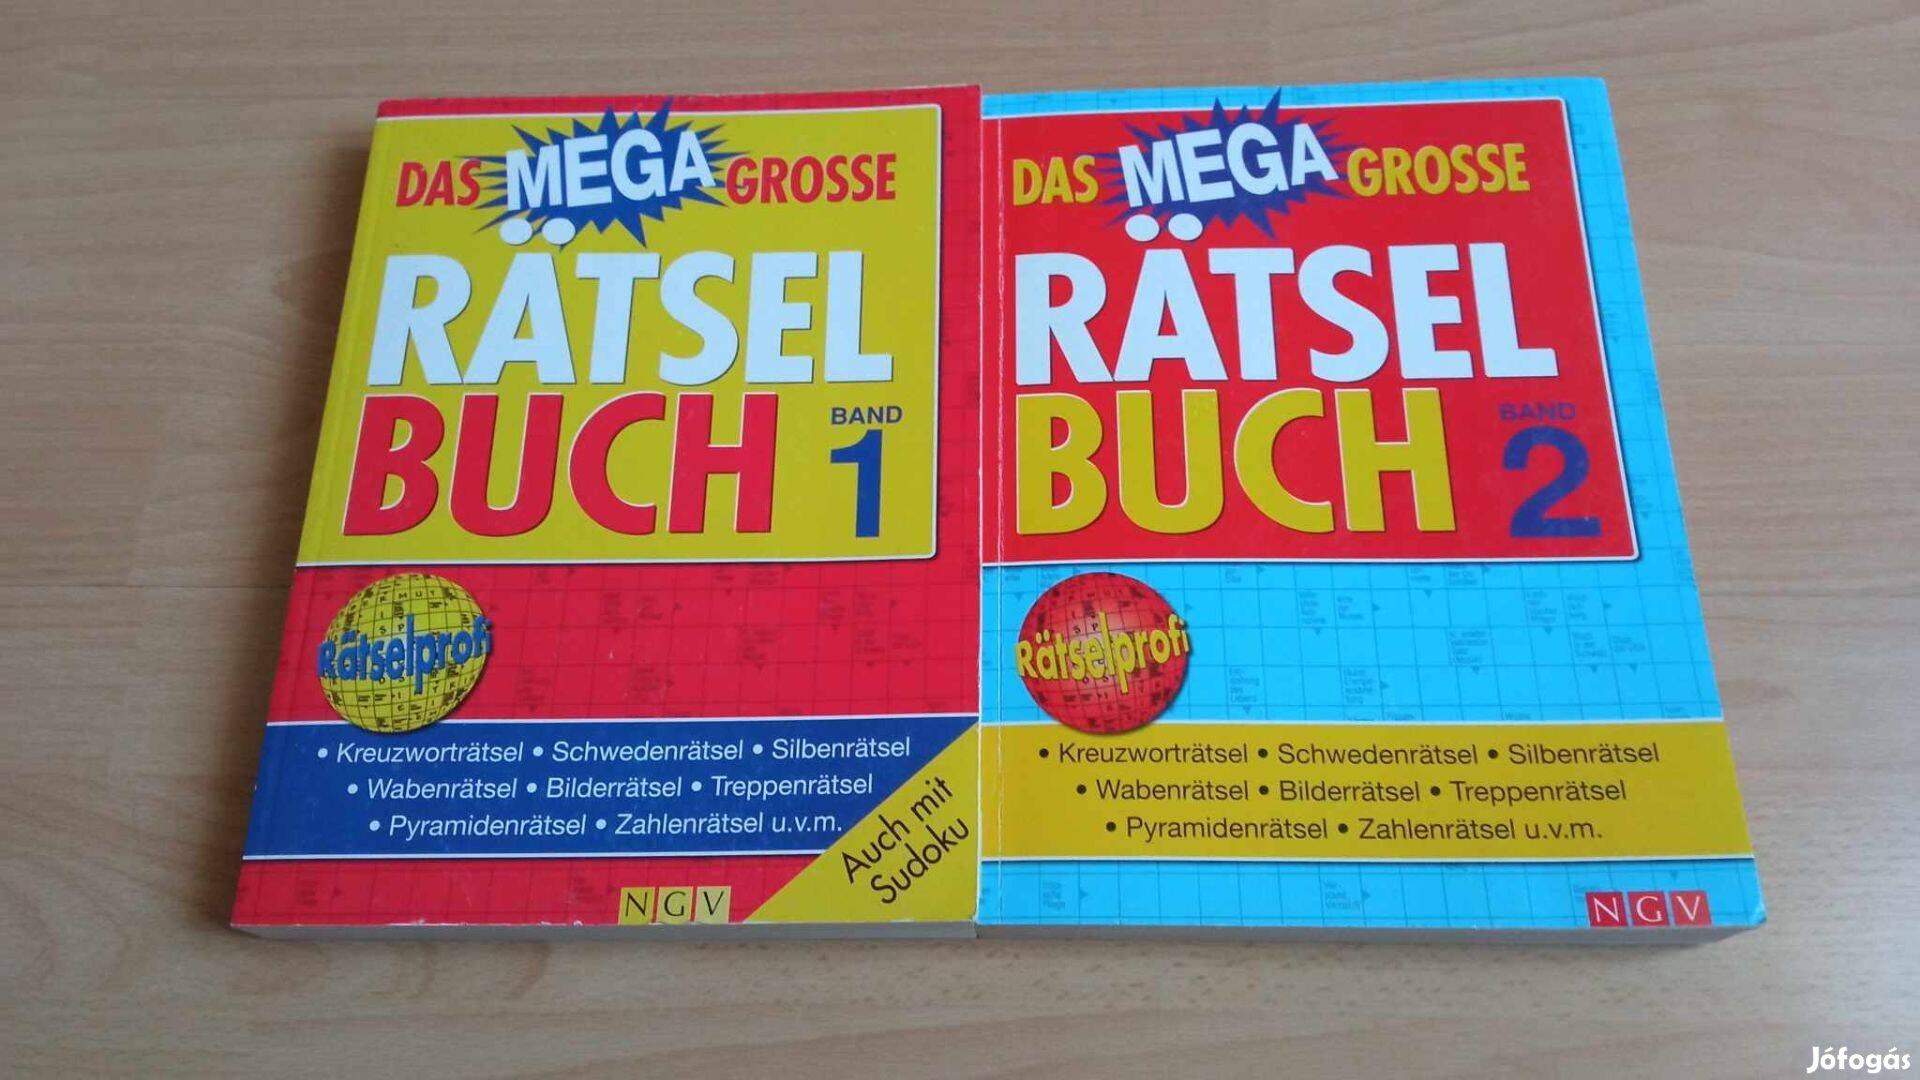 DAS MEGA GROSSE
RÄTSEL
BUCH
BAND
1
Rätselprofi
• Kreuzworträtsel • Schwedenrätsel • Silbenrätsel
• Wabenrätsel • Bilderrätsel • Treppenrätsel
• Pyramidenrätsel • Zahlenrätsel u.v.m.
Auch mit
Sudoku
NGV
DAS MEGA GROSSE
RÄTSEL
BUCH
BAND
2
Rätselprofi
• Kreuzworträtsel • Schwedenrätsel • Silbenrätsel
• Wabenrätsel • Bilderrätsel • Treppenrätsel
• Pyramidenrätsel • Zahlenrätsel u.v.m.
NGV
Jófogás